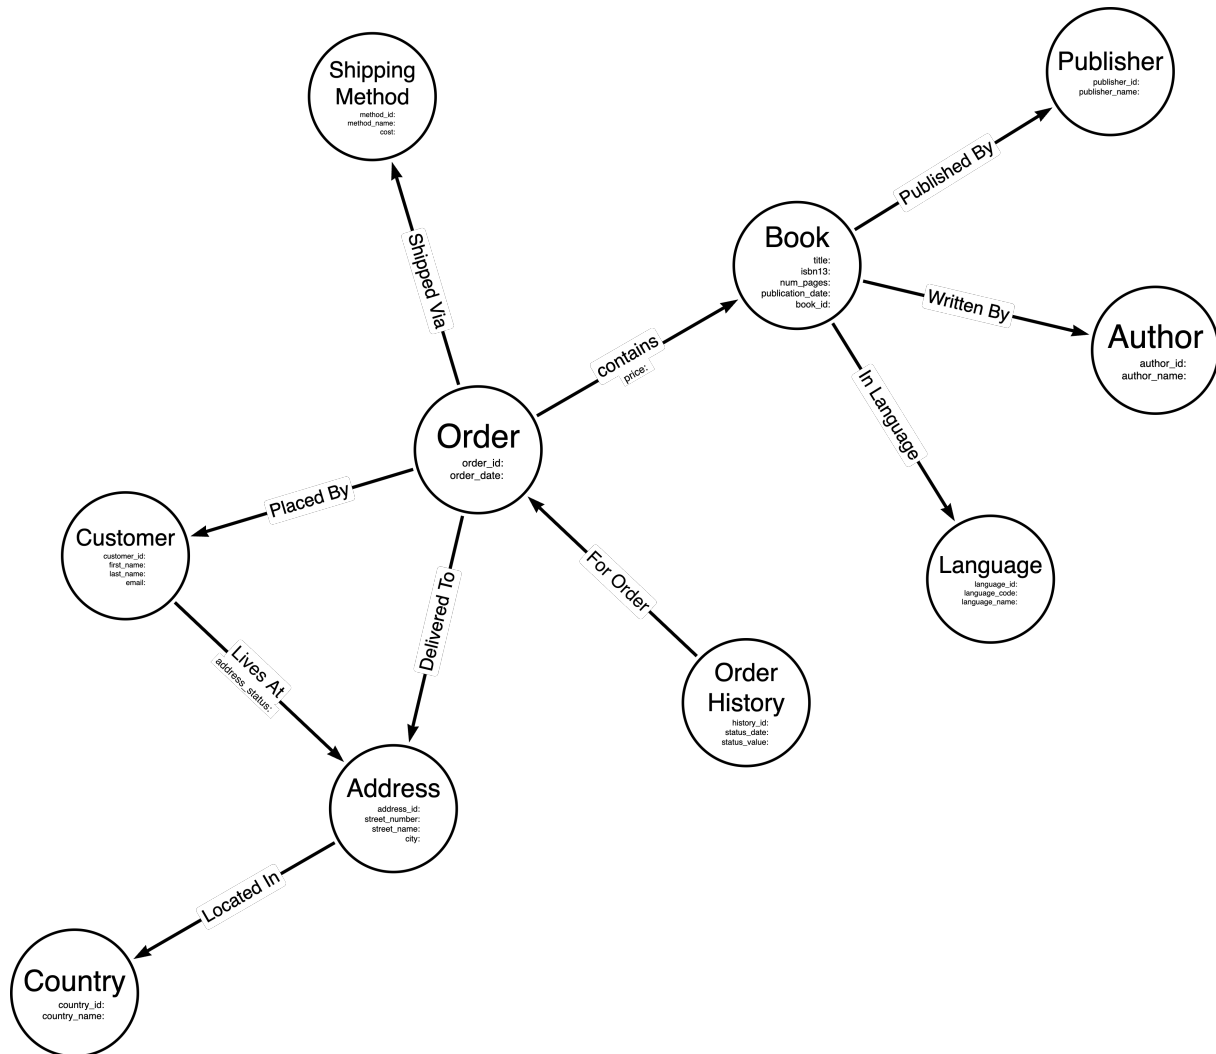 Shipping
Method
method_id:
method_name:
cost:
Publisher
publisher_id:
publisher_name:
Published By
Shipped Via
Book
title:
isbn13:
num_pages:
publication_date:
book_id:
Written By
Author
author_id:
author_name:
contains
price:
In Language
Order
order_id:
order_date:
Placed By
Customer
customer_id:
first_name:
last_name:
email:
Delivered To
For Order
Language
language_id:
language_code:
language_name:
Lives At
address_status:
Order
History
history_id:
status_date:
status_value:
Address
address_id:
street_number:
street_name:
city:
Located In
Country
country_id:
country_name: